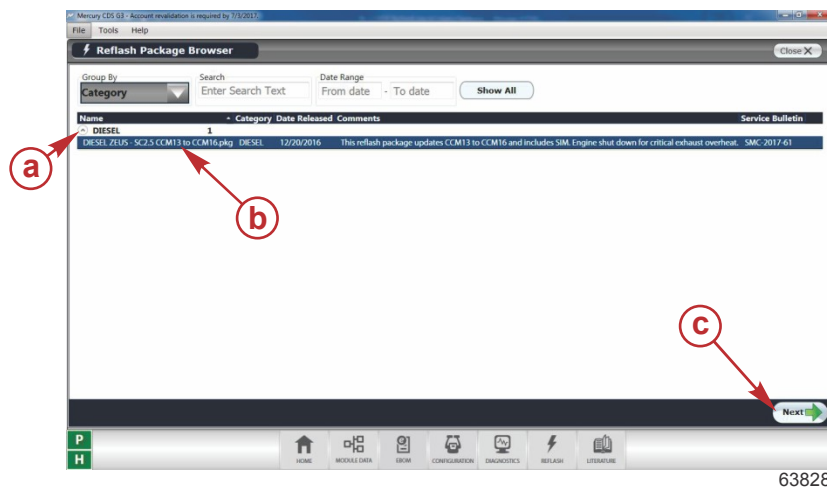 Mercury CDS G3 - Account revalidation is required by 7/3/2017
File Tools Help
Reflash Package Browser
Close X
Group By Search Date Range
Category Enter Search Text From date - To date Show All
Name Category Date Released Comments Service Bulletin
DIESEL 1
DIESEL ZEUS - SC2.5 CCM13 to CCM16.pkg DIESEL 12/20/2016 This reflash package updates CCM13 to CCM16 and includes SIM. Engine shut down for critical exhaust overheat. SMC-2017-61
a
b
c
Next
P
H
HOME MODULE DATA EBOM CONFIGURATION DIAGNOSTICS REFLASH LITERATURE
63828